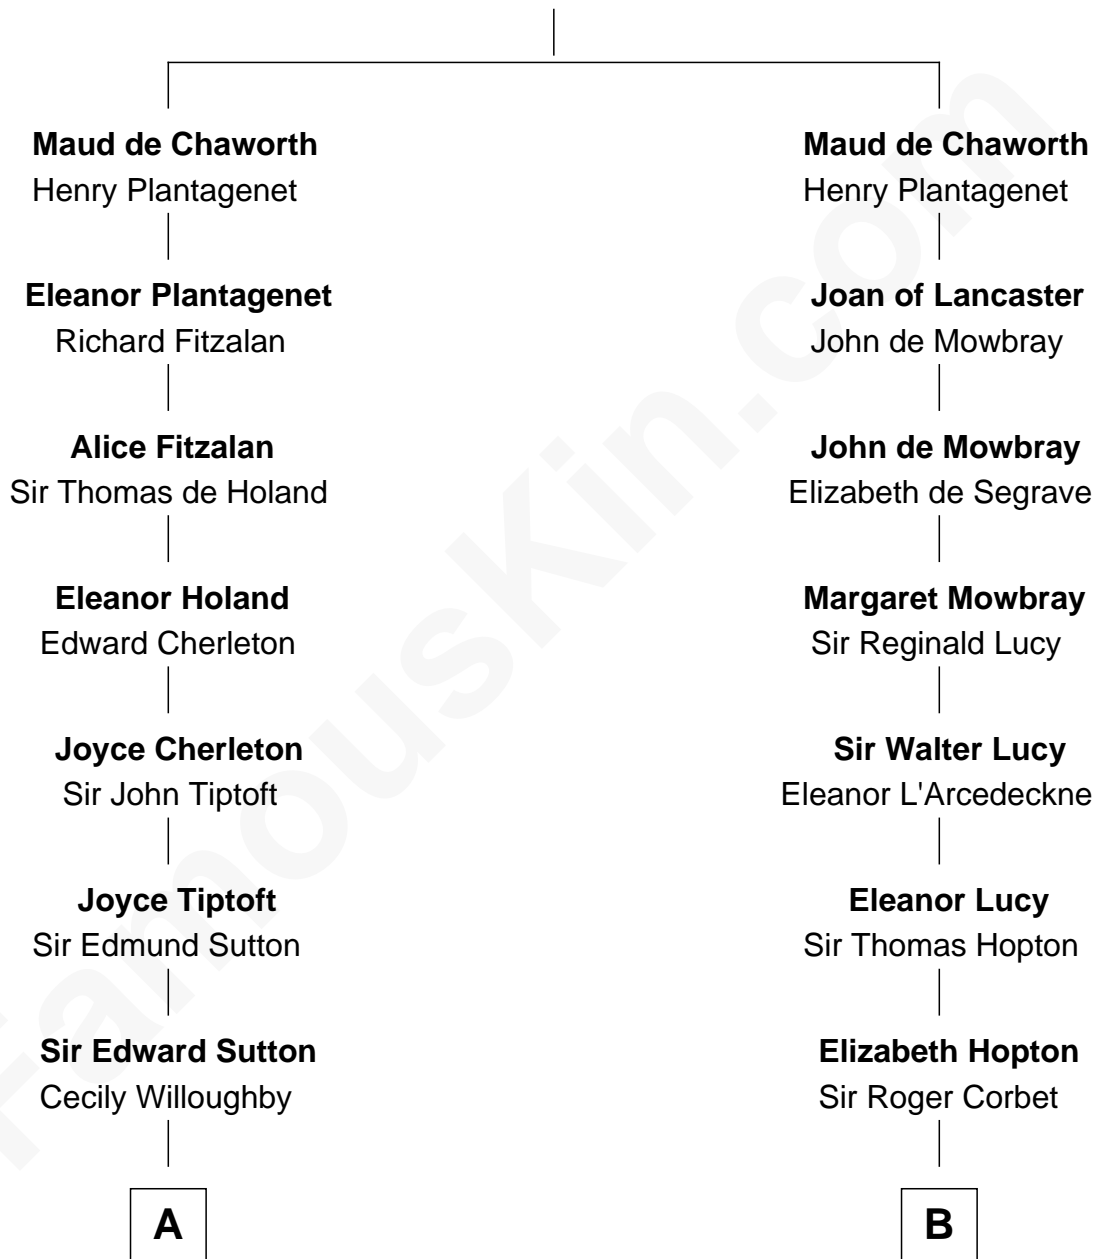 Maud de Chaworth
Henry Plantagenet
Eleanor Plantagenet
Richard Fitzalan
Alice Fitzalan
Sir Thomas de Holand
Eleanor Holand
Edward Cherleton
Joyce Cherleton
Sir John Tiptoft
Joyce Tiptoft
Sir Edmund Sutton
Sir Edward Sutton
Cecily Willoughby
A
Maud de Chaworth
Henry Plantagenet
Joan of Lancaster
John de Mowbray
John de Mowbray
Elizabeth de Segrave
Margaret Mowbray
Sir Reginald Lucy
Sir Walter Lucy
Eleanor L'Arcedeckne
Eleanor Lucy
Sir Thomas Hopton
Elizabeth Hopton
Sir Roger Corbet
B
FamousKin.com